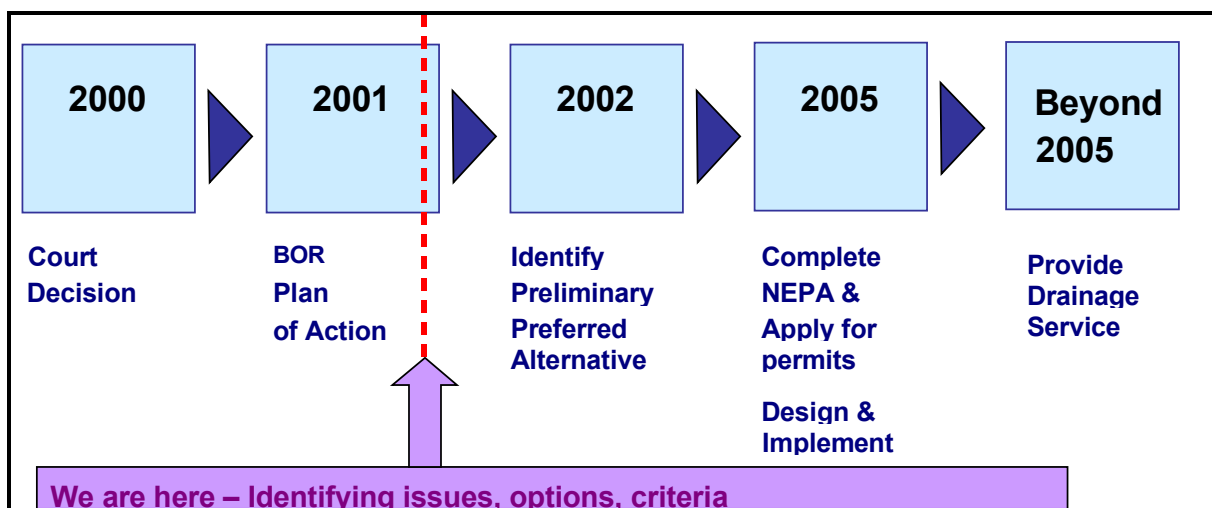 2000
2001
2002
2005
Beyond
2005
Court
Decision
BOR
Plan
of Action
Identify
Preliminary
Preferred
Alternative
Complete
NEPA &
Apply for
permits
Design &
Implement
Provide
Drainage
Service
We are here – Identifying issues, options, criteria